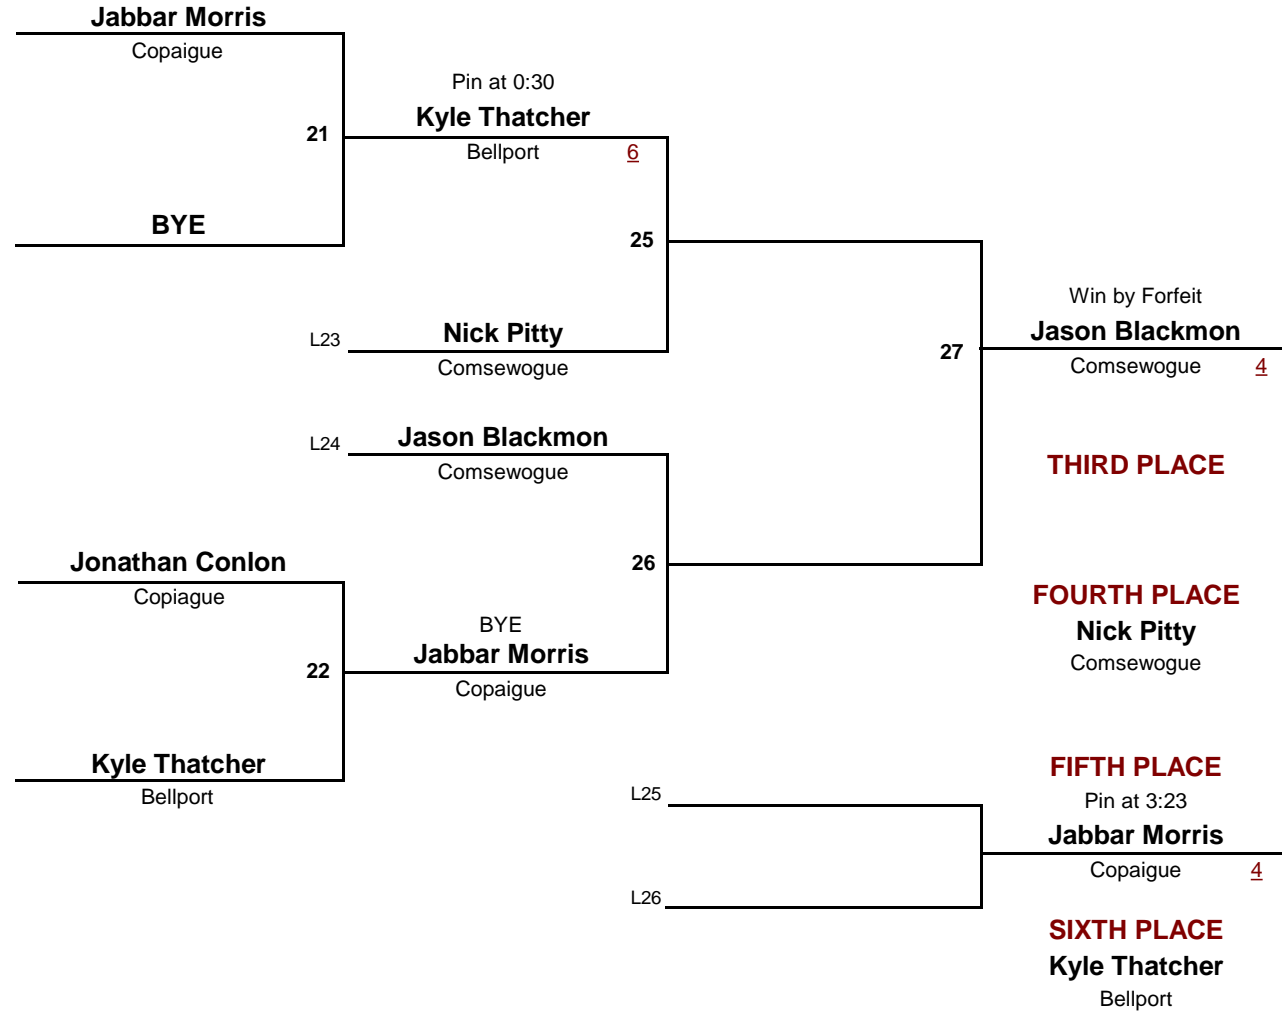 Jabbar Morris
Copaigue
21
BYE
Pin at 0:30
Kyle Thatcher
Bellport 6
25
L23 Nick Pitty
Comsewogue
L24 Jason Blackmon
Comsewogue
26
Jonathan Conlon
Copiague
22
BYE
Jabbar Morris
Copaigue
Kyle Thatcher
Bellport
27
Win by Forfeit
Jason Blackmon
Comsewogue 4
THIRD PLACE
FOURTH PLACE
Nick Pitty
Comsewogue
L25
L26
FIFTH PLACE
Pin at 3:23
Jabbar Morris
Copaigue 4
SIXTH PLACE
Kyle Thatcher
Bellport